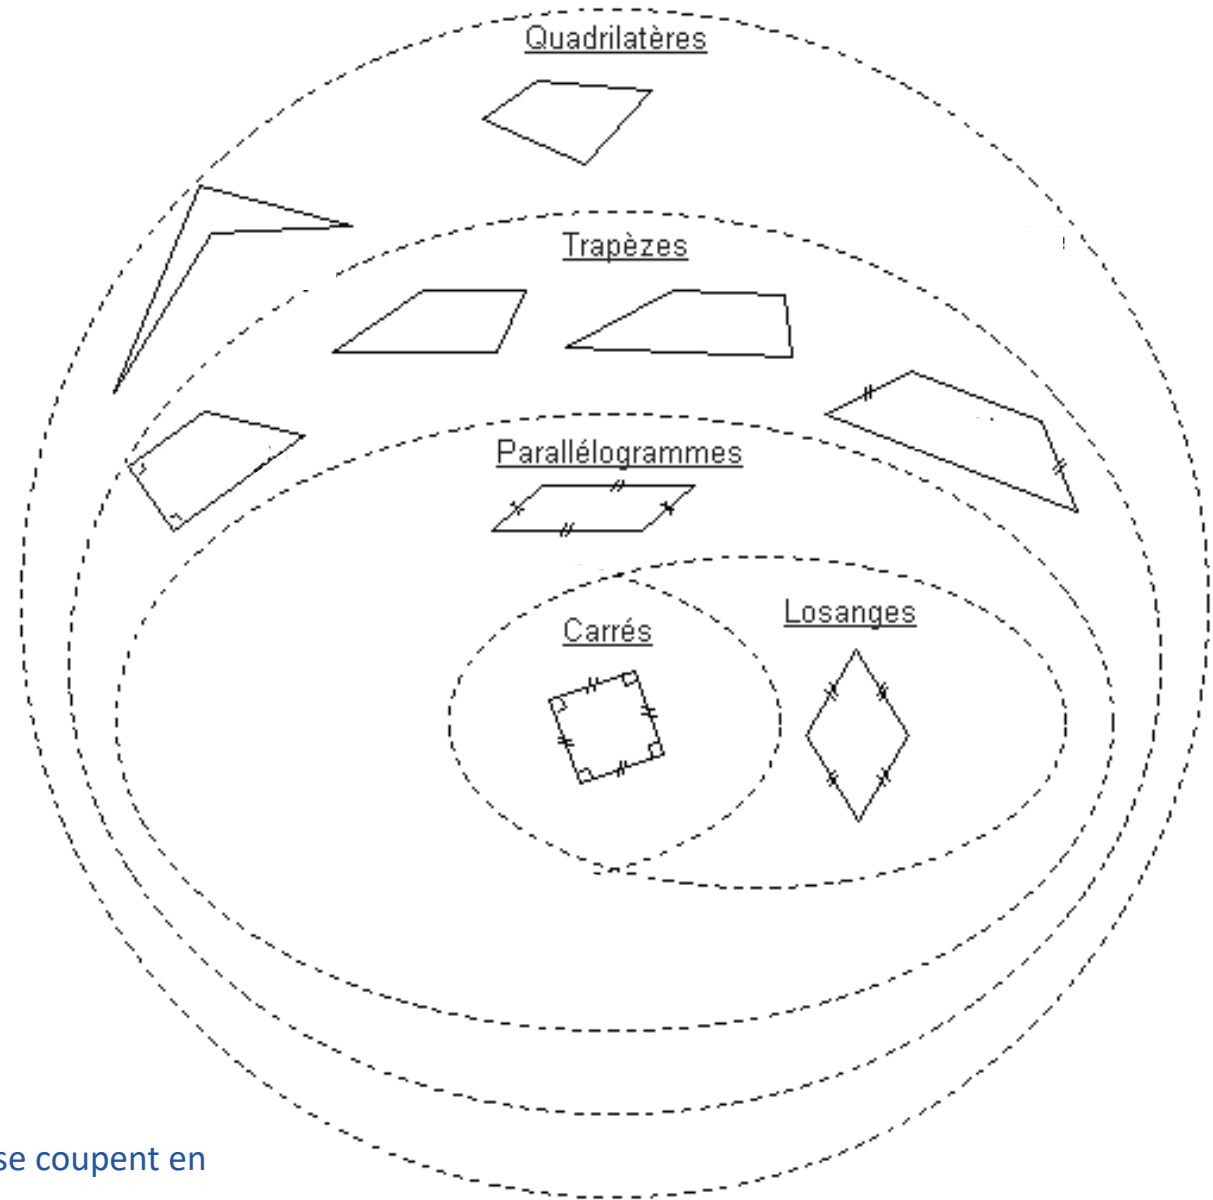 Quadrilatères
Trapèzes
Parallélogrammes
Losanges
Carrés
se coupent en